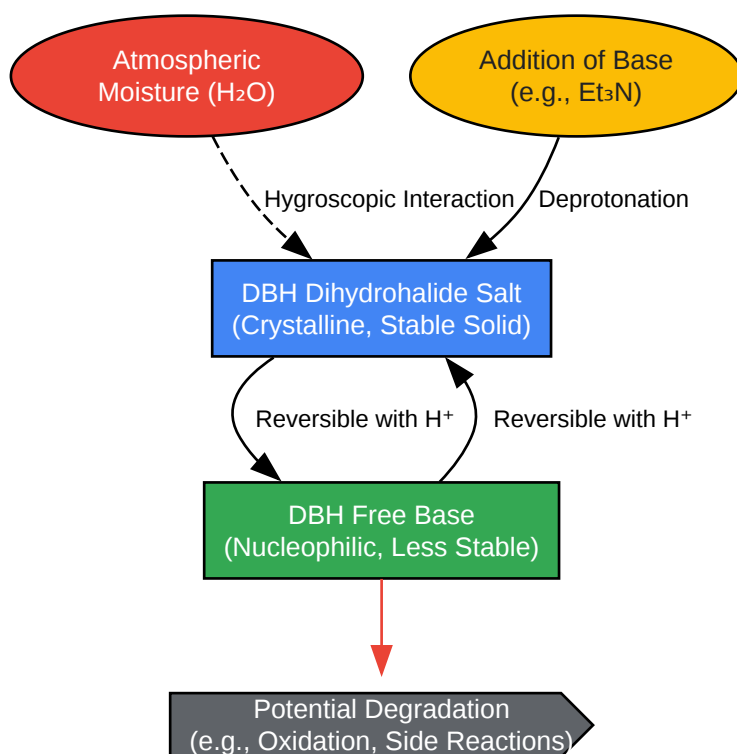 Atmospheric
Moisture (H₂O)
Addition of Base
(e.g., Et₃N)
Hygroscopic Interaction
Deprotonation
DBH Dihydrohalide Salt
(Crystalline, Stable Solid)
Reversible with H⁺
Reversible with H⁺
DBH Free Base
(Nucleophilic, Less Stable)
Potential Degradation
(e.g., Oxidation, Side Reactions)